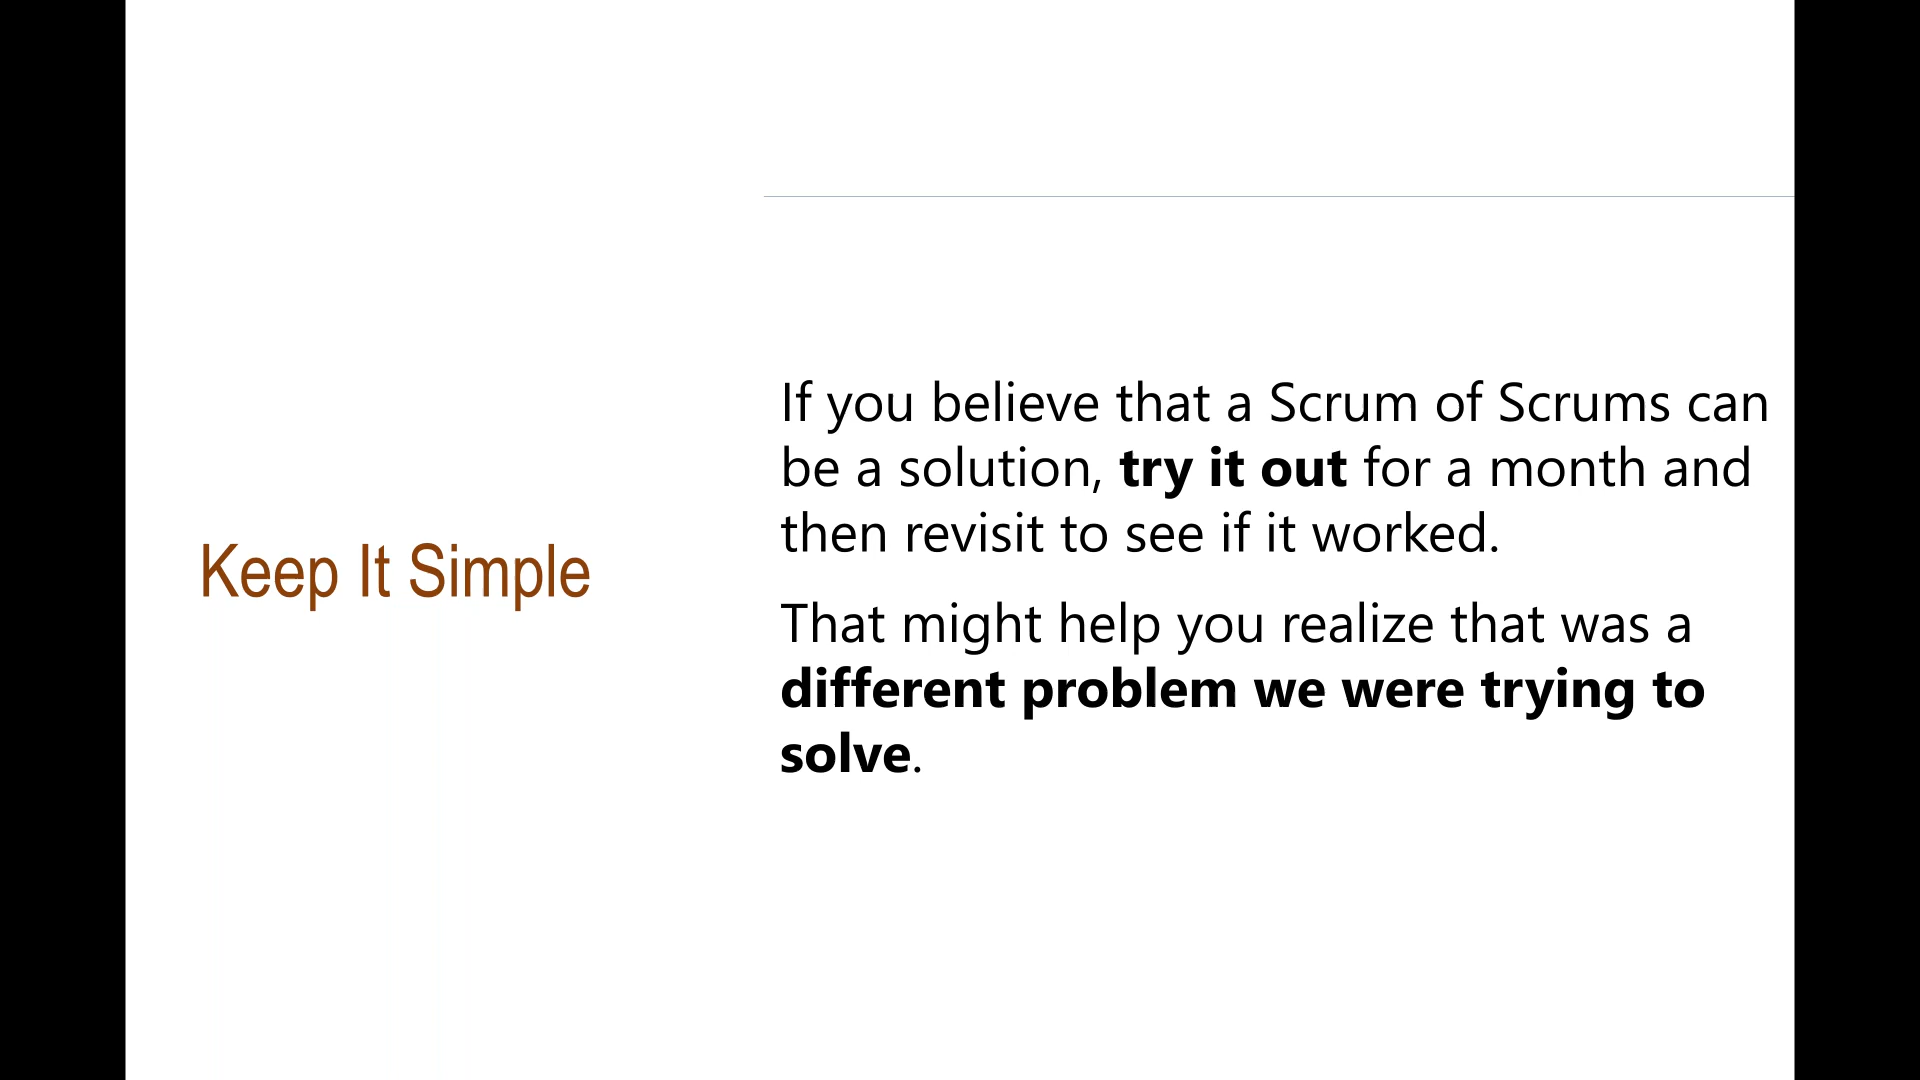 Keep It Simple
If you believe that a Scrum of Scrums can
be a solution, try it out for a month and
then revisit to see if it worked.
That might help you realize that was a
different problem we were trying to
solve.